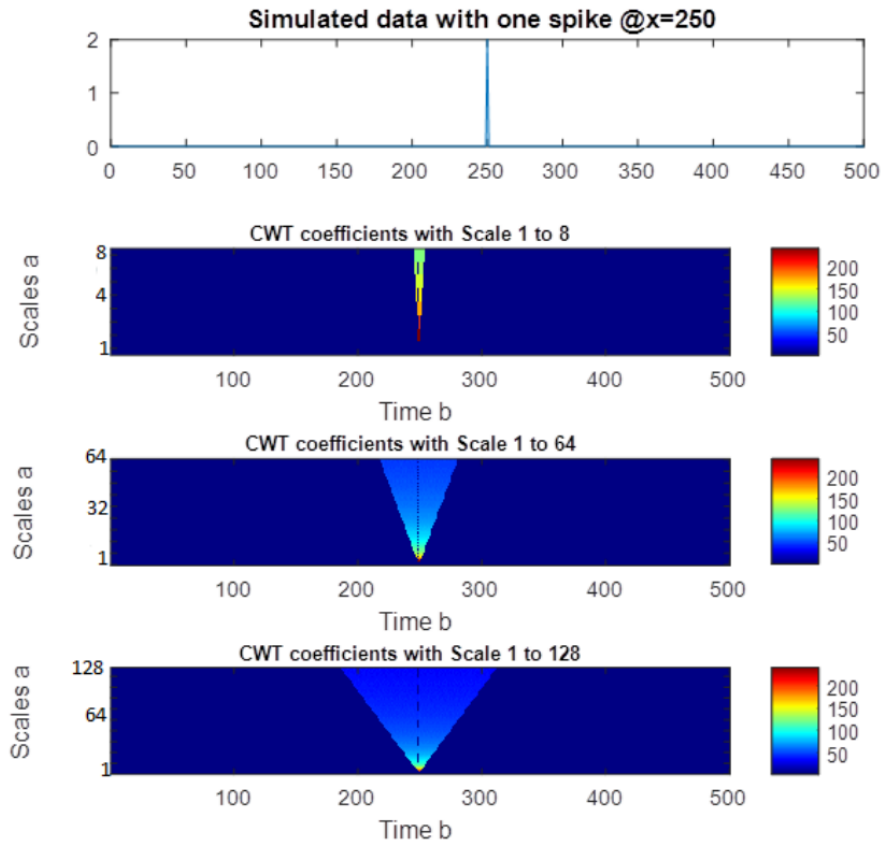 Simulated data with one spike @x=250
2
1
0
0 50 100 150 200 250 300 350 400 450 500
CWT coefficients with Scale 1 to 8
Scales a
8
4
1
100 200 300 400 500
Time b
200
150
100
50
CWT coefficients with Scale 1 to 64
Scales a
64
32
1
100 200 300 400 500
Time b
200
150
100
50
CWT coefficients with Scale 1 to 128
Scales a
128
64
1
100 200 300 400 500
Time b
200
150
100
50